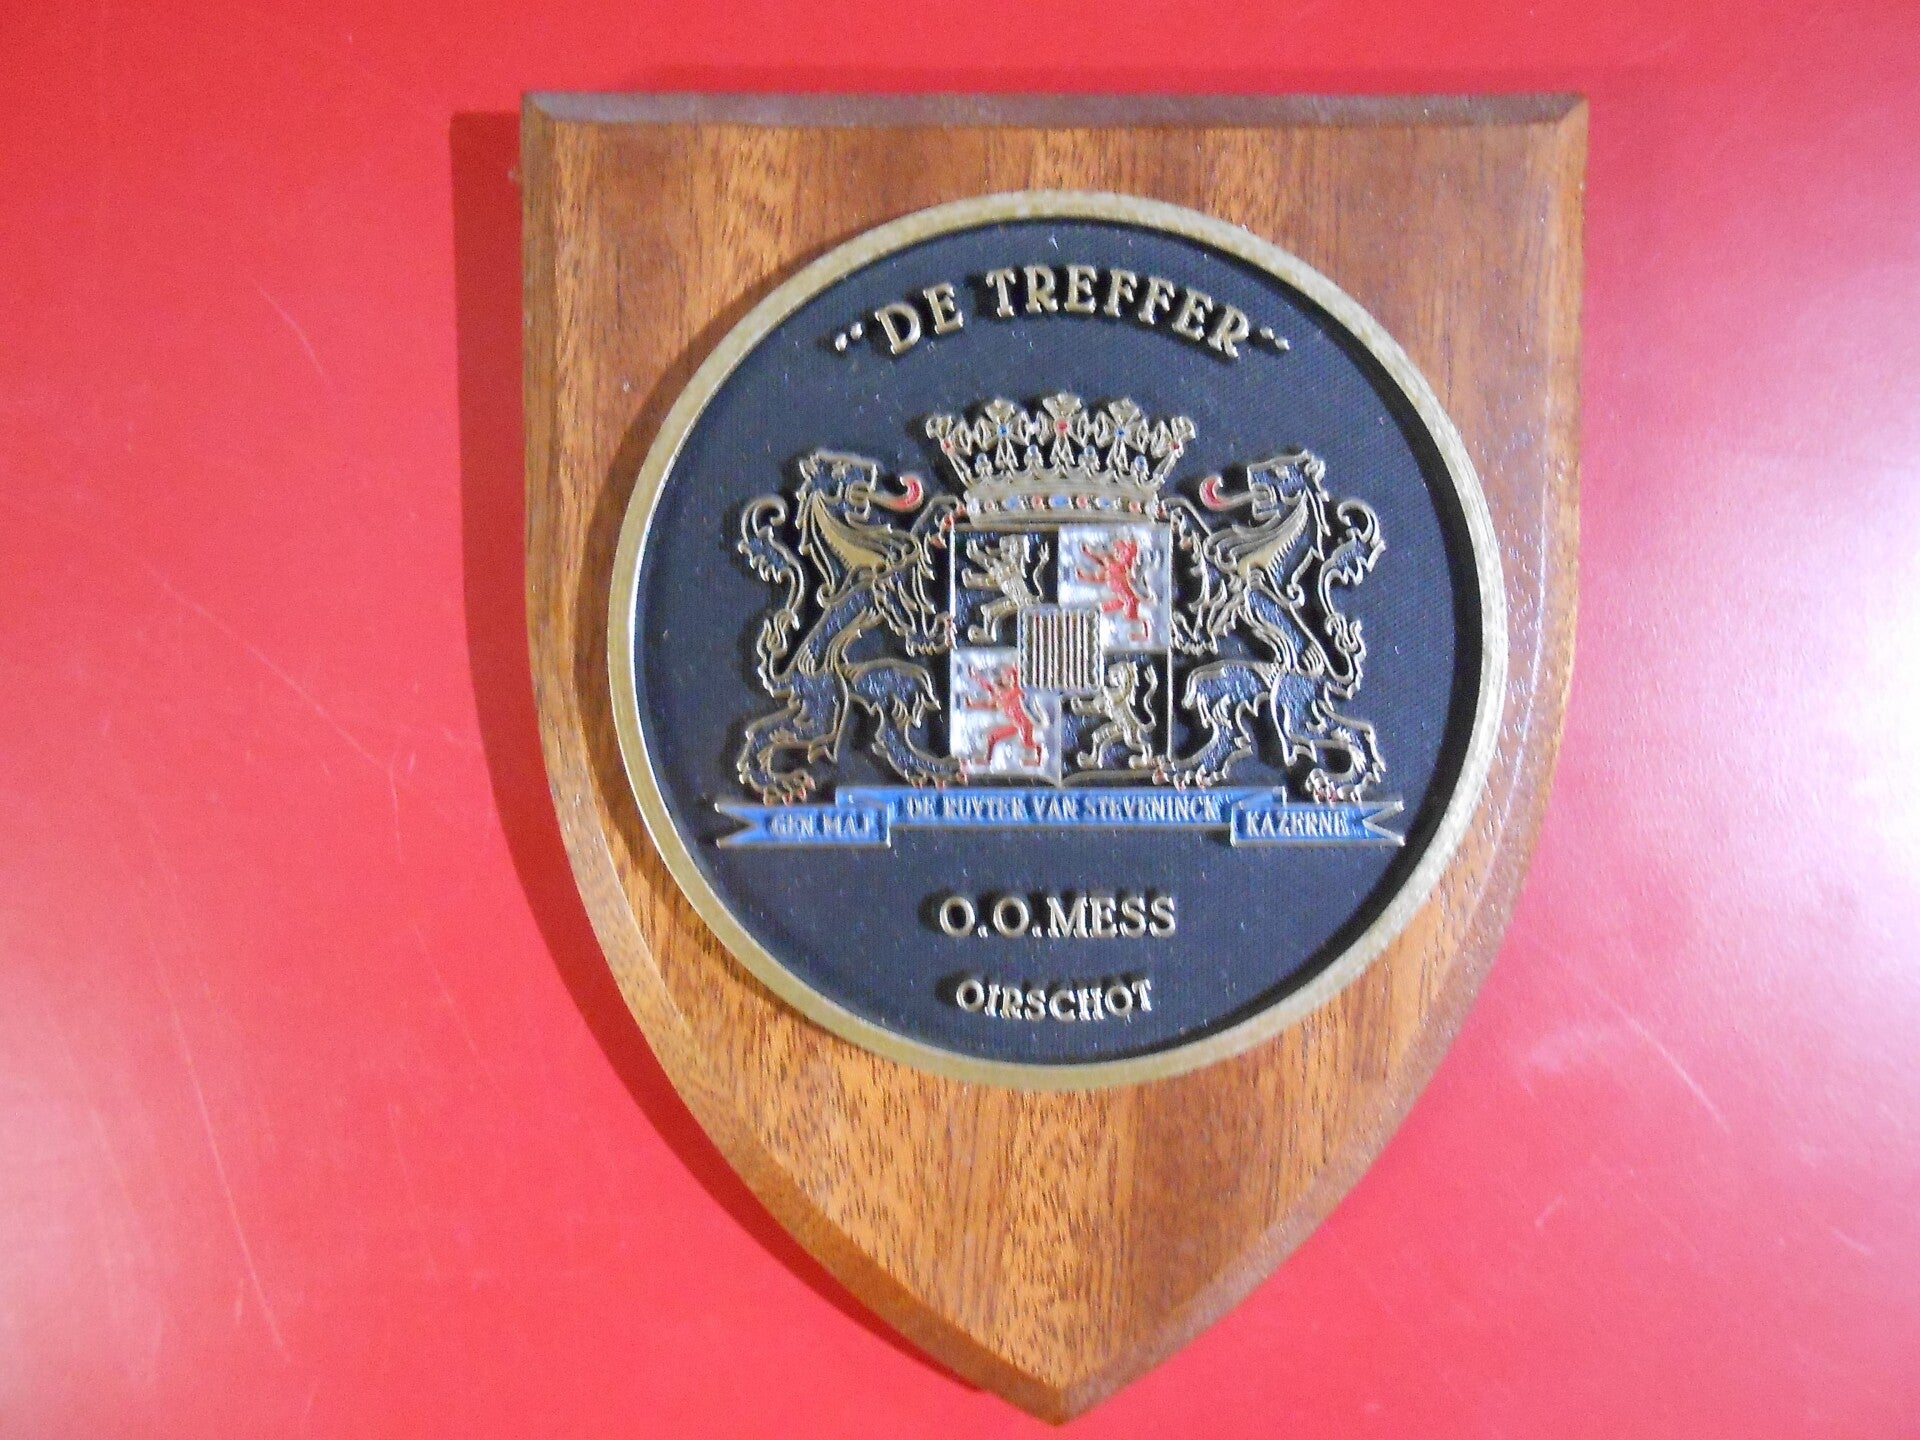 "DE TREFFER"
GEN MAJ DE RUYTER VAN STEVENINCK KAZERNE
O.O.MESS
OIRSCHOT